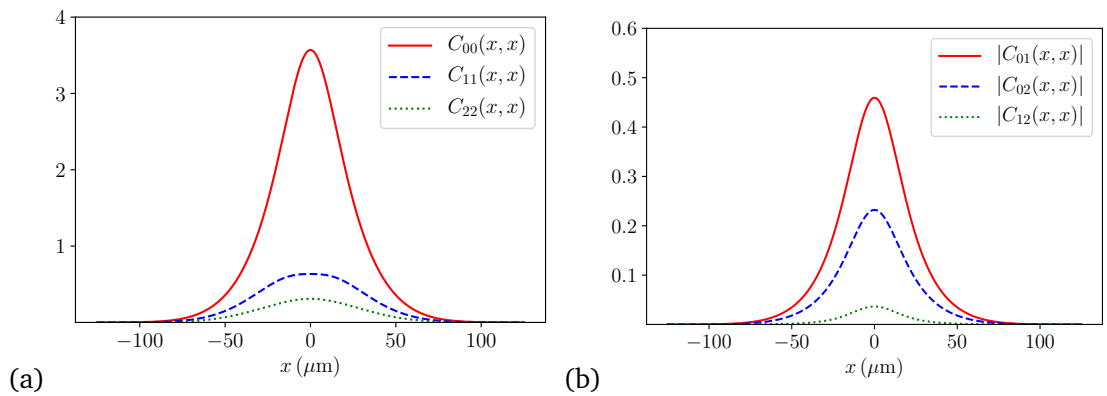 4
3
2
1
−100
−50
0
50
100
x (μm)
C₀₀(x, x)
C₁₁(x, x)
C₂₂(x, x)
(a)
0.6
0.5
0.4
0.3
0.2
0.1
−100
−50
0
50
100
x (μm)
|C₀₁(x, x)|
|C₀₂(x, x)|
|C₁₂(x, x)|
(b)